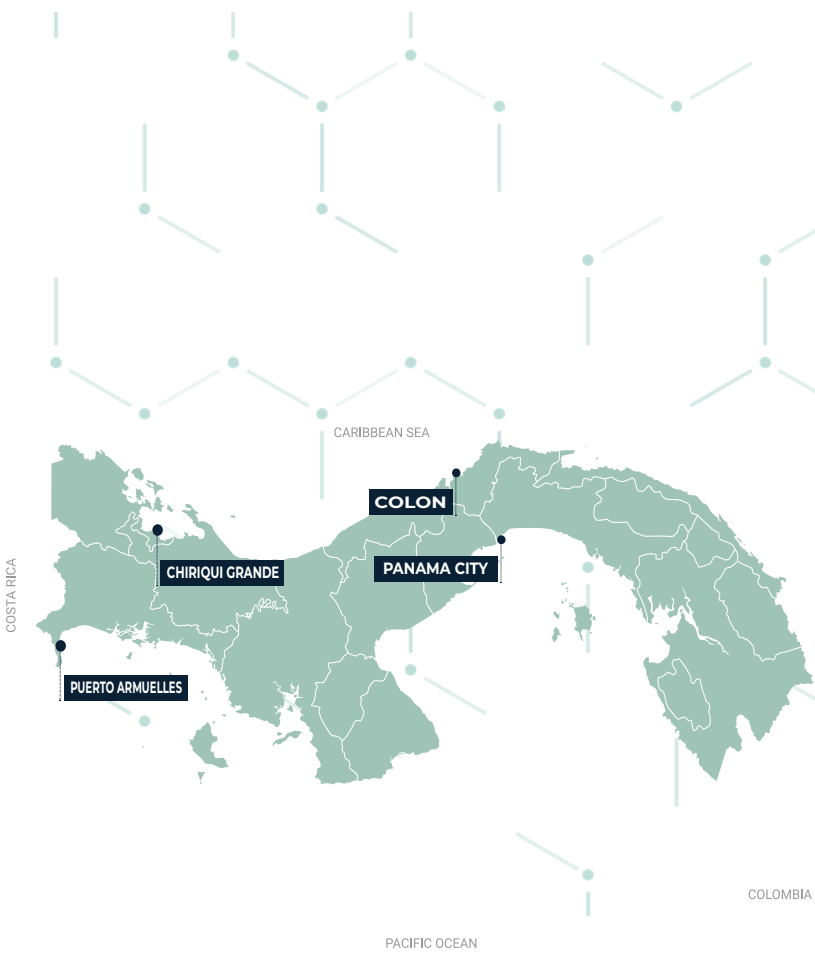 CARIBBEAN SEA
COLON
PANAMA CITY
CHIRIQUI GRANDE
COSTA RICA
PUERTO ARMUELLES
COLOMBIA
PACIFIC OCEAN